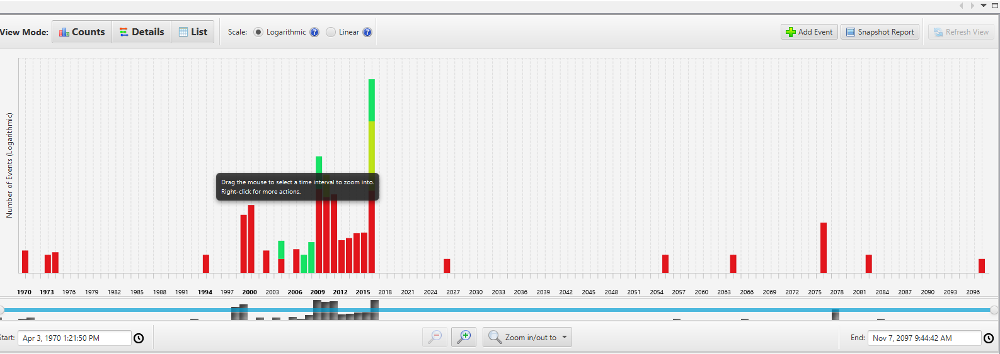 View Mode: Counts Details List Scale: Logarithmic ? Linear ? Add Event Snapshot Report Refresh View
Number of Events (Logarithmic)
Drag the mouse to select a time interval to zoom into.
Right-click for more actions.
1970 1973 1976 1979 1982 1985 1988 1991 1994 1997 2000 2003 2006 2009 2012 2015 2018 2021 2024 2027 2030 2033 2036 2039 2042 2045 2048 2051 2054 2057 2060 2063 2066 2069 2072 2075 2078 2081 2084 2087 2090 2093 2096
Start: Apr 3, 1970 1:21:50 PM Zoom in/out to End: Nov 7, 2097 9:44:42 AM